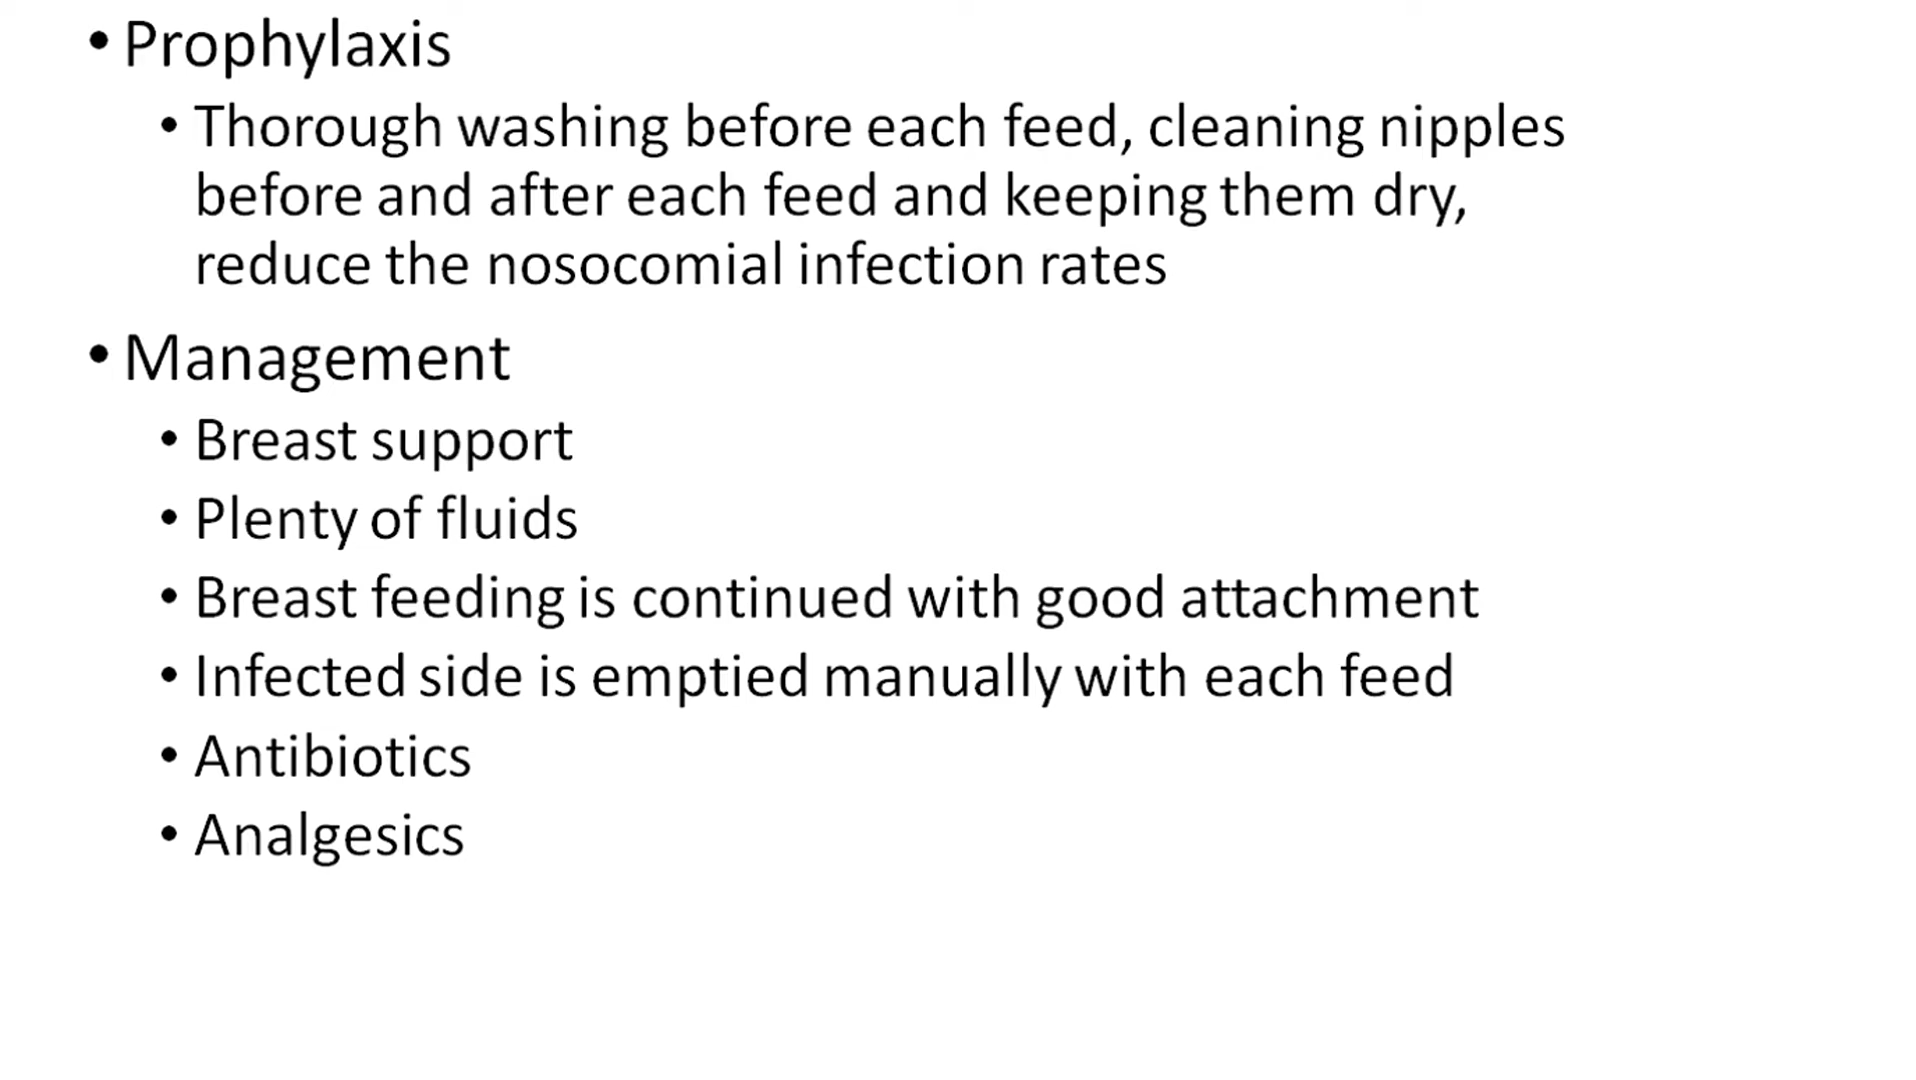 • Prophylaxis
• Thorough washing before each feed, cleaning nipples
before and after each feed and keeping them dry,
reduce the nosocomial infection rates
• Management
• Breast support
• Plenty of fluids
• Breast feeding is continued with good attachment
• Infected side is emptied manually with each feed
• Antibiotics
• Analgesics